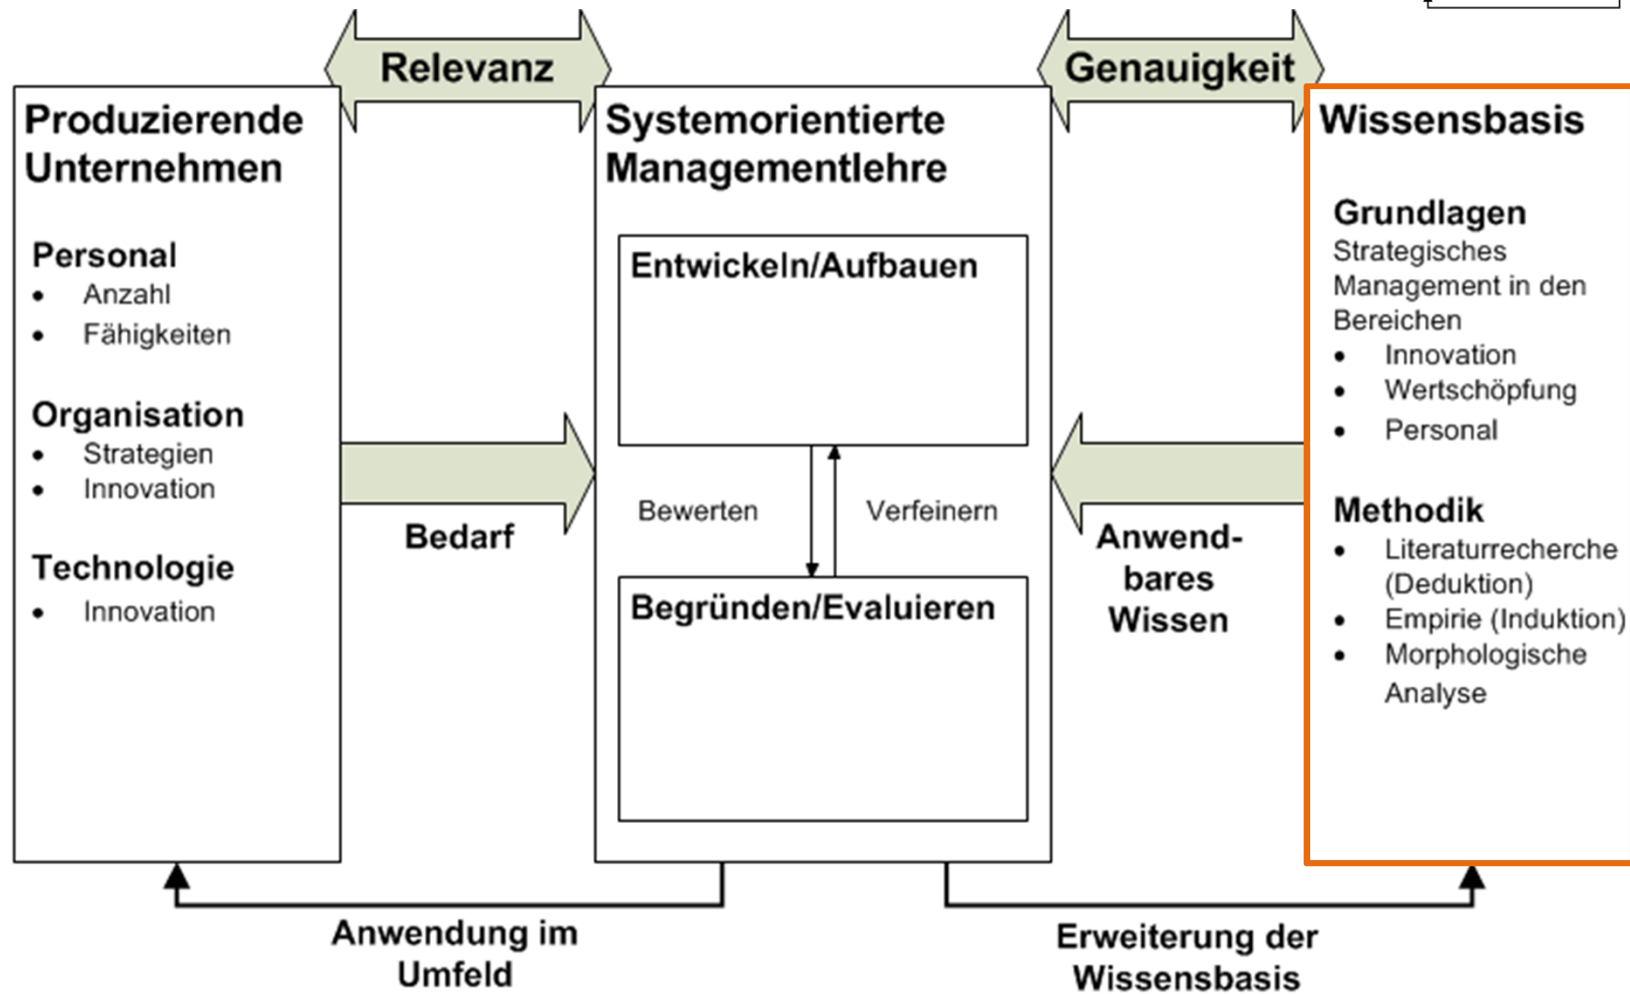 Relevanz
Genauigkeit
Produzierende
Unternehmen
Personal
• Anzahl
• Fähigkeiten
Organisation
• Strategien
• Innovation
Technologie
• Innovation
Bedarf
Systemorientierte
Managementlehre
Entwickeln/Aufbauen
Bewerten
Verfeinern
Begründen/Evaluieren
Anwend-
bares
Wissen
Wissensbasis
Grundlagen
Strategisches
Management in den
Bereichen
• Innovation
• Wertschöpfung
• Personal
Methodik
• Literaturrecherche
(Deduktion)
• Empirie (Induktion)
• Morphologische
Analyse
Anwendung im
Umfeld
Erweiterung der
Wissensbasis